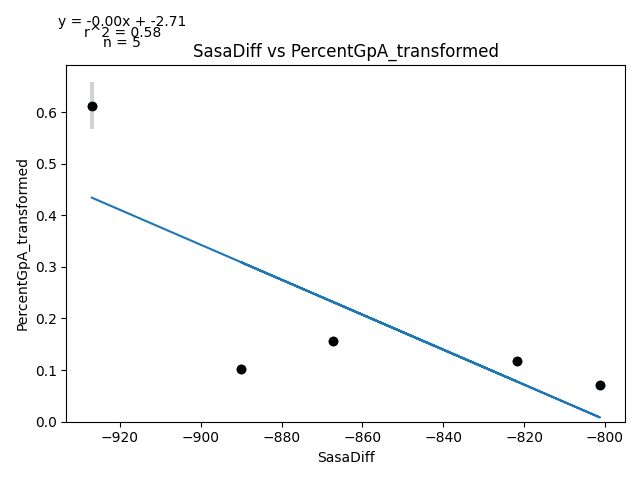 y = -0.00x + -2.71
r^2 = 0.58
n = 5
SasaDiff vs PercentGpA_transformed
PercentGpA_transformed
0.6
0.5
0.4
0.3
0.2
0.1
0.0
−920 −900 −880 −860 −840 −820 −800
SasaDiff